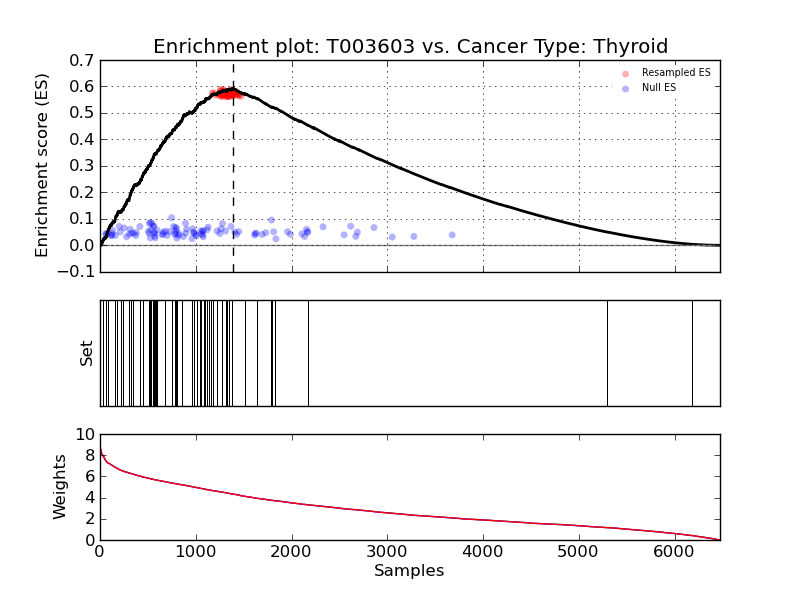 Enrichment plot: T003603 vs. Cancer Type: Thyroid
Enrichment score (ES)
0.7
0.6
0.5
0.4
0.3
0.2
0.1
0.0
−0.1
Resampled ES
Null ES
Set
Weights
10
8
6
4
2
0
0 1000 2000 3000 4000 5000 6000
Samples